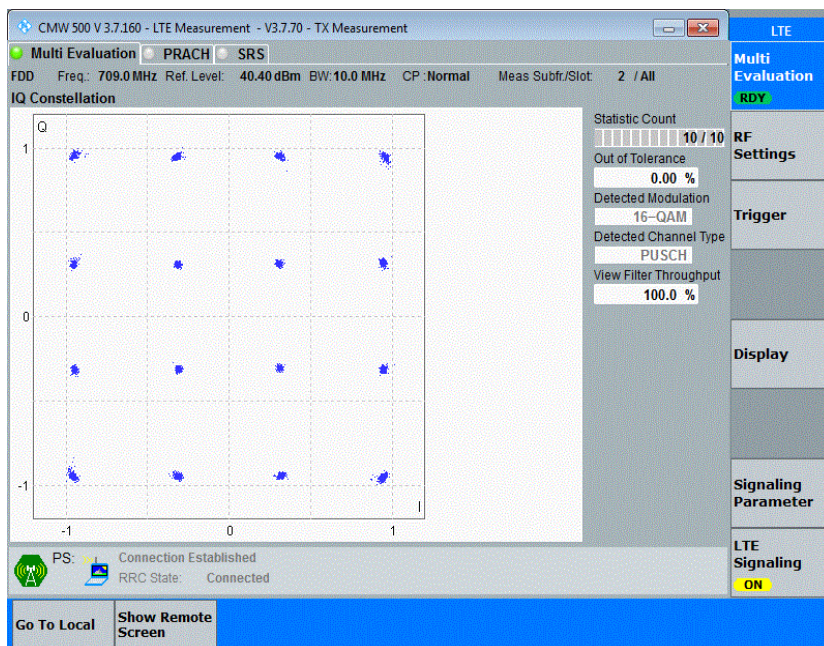 CMW 500 V 3.7.160 - LTE Measurement - V3.7.70 - TX Measurement
LTE
Multi Evaluation PRACH SRS
Multi
Evaluation
RDY
FDD Freq.: 709.0 MHz Ref. Level: 40.40 dBm BW: 10.0 MHz CP : Normal Meas Subfr./Slot: 2 / All
IQ Constellation
Q
1
0
-1
-1 0 1
I
Statistic Count
10 / 10
Out of Tolerance
0.00 %
Detected Modulation
16-QAM
Detected Channel Type
PUSCH
View Filter Throughput
100.0 %
RF
Settings
Trigger
Display
Signaling
Parameter
LTE
Signaling
ON
PS: Connection Established
RRC State: Connected
Go To Local
Show Remote
Screen